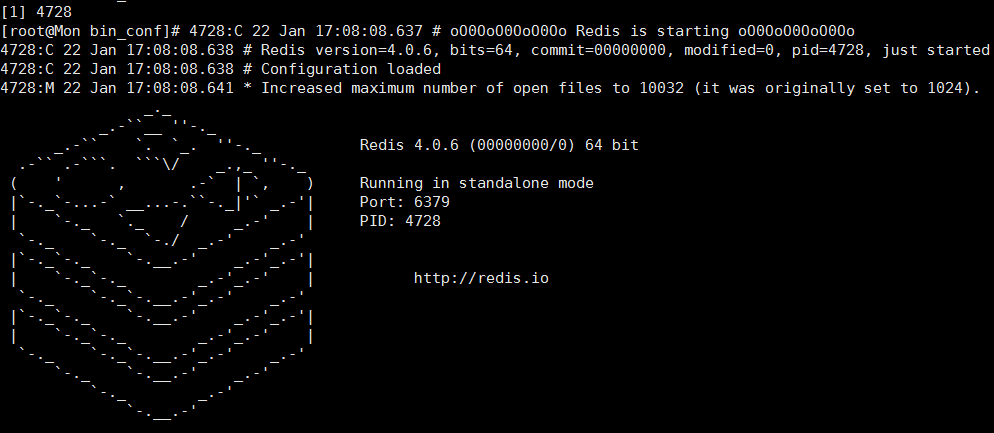 [1] 4728
[root@Mon bin_conf]# 4728:C 22 Jan 17:08:08.637 # oO0OoO0OoO0Oo Redis is starting oO0OoO0OoO0Oo
4728:C 22 Jan 17:08:08.638 # Redis version=4.0.6, bits=64, commit=00000000, modified=0, pid=4728, just started
4728:C 22 Jan 17:08:08.638 # Configuration loaded
4728:M 22 Jan 17:08:08.641 * Increased maximum number of open files to 10032 (it was originally set to 1024).
Redis 4.0.6 (00000000/0) 64 bit
Running in standalone mode
Port: 6379
PID: 4728
http://redis.io